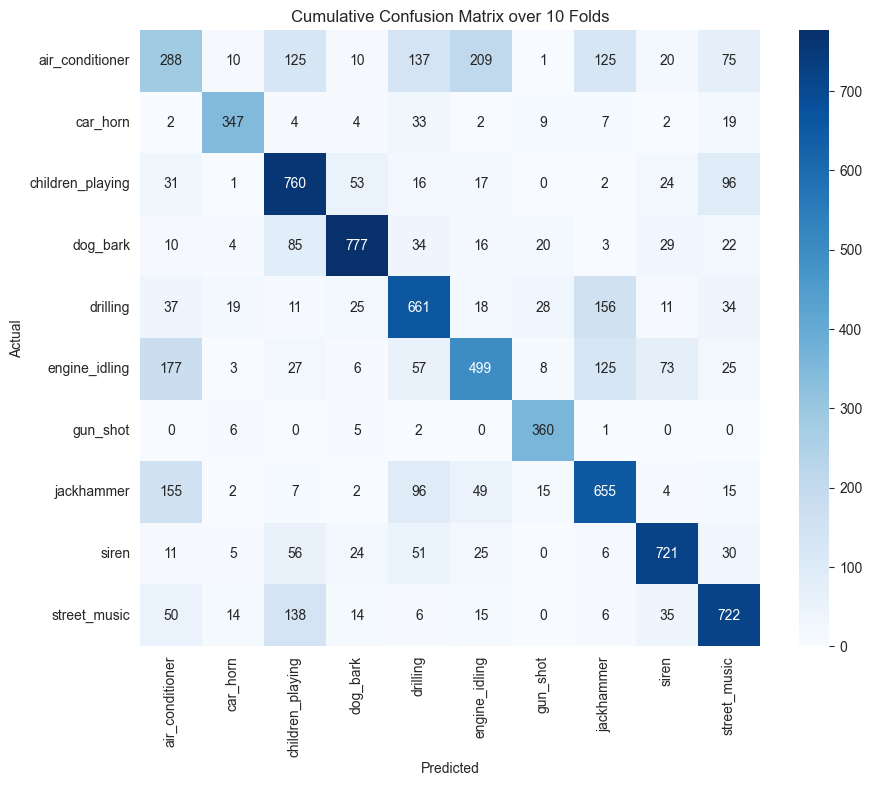 Cumulative Confusion Matrix over 10 Folds
air_conditioner 288 10 125 10 137 209 1 125 20 75
car_horn 2 347 4 4 33 2 9 7 2 19
children_playing 31 1 760 53 16 17 0 2 24 96
dog_bark 10 4 85 777 34 16 20 3 29 22
drilling 37 19 11 25 661 18 28 156 11 34
engine_idling 177 3 27 6 57 499 8 125 73 25
gun_shot 0 6 0 5 2 0 360 1 0 0
jackhammer 155 2 7 2 96 49 15 655 4 15
siren 11 5 56 24 51 25 0 6 721 30
street_music 50 14 138 14 6 15 0 6 35 722
Actual
air_conditioner car_horn children_playing dog_bark drilling engine_idling gun_shot jackhammer siren street_music
Predicted
700
600
500
400
300
200
100
0